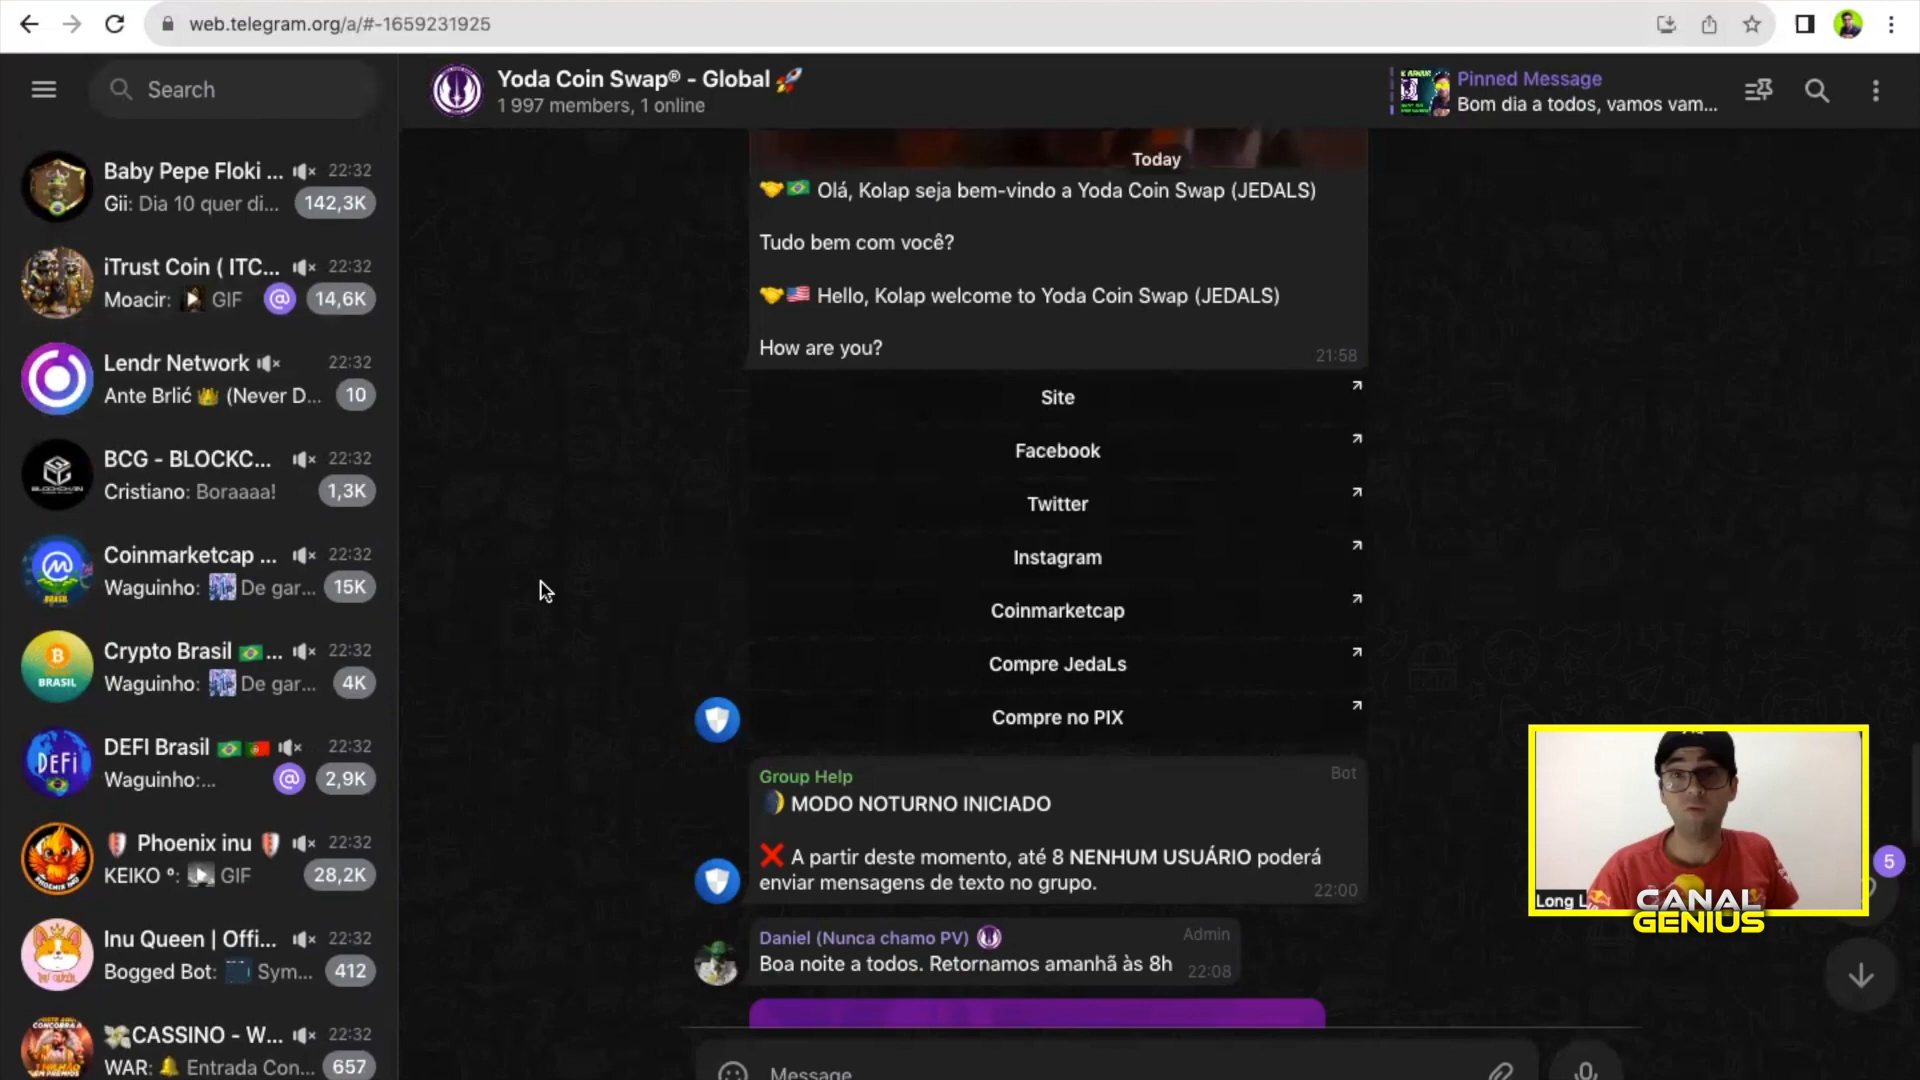 web.telegram.org/a/#-1659231925
Search
Yoda Coin Swap® - Global 🚀
1 997 members, 1 online
Pinned Message
Bom dia a todos, vamos vam...
Baby Pepe Floki ... 22:32
Gii: Dia 10 quer di... 142,3K
iTrust Coin ( ITC... 22:32
Moacir: GIF @ 14,6K
Lendr Network 22:32
Ante Brlić 👑 (Never D... 10
BCG - BLOCKC... 22:32
Cristiano: Boraaaa! 1,3K
Coinmarketcap ... 22:32
Waguinho: De gar... 15K
BRASIL
Crypto Brasil 🇧🇷 ... 22:32
Waguinho: De gar... 4K
BRASIL
DEFI Brasil 🇧🇷 🇵🇹 22:32
Waguinho:... @ 2,9K
DEFi
Phoenix inu 22:32
KEIKO º: GIF 28,2K
PHOENIX INU
Inu Queen | Offi... 22:32
Bogged Bot: Sym... 412
CONCORRA A
💸CASSINO - W... 22:32
WAR: 🔔 Entrada Con... 657
Today
🤝🇧🇷 Olá, Kolap seja bem-vindo a Yoda Coin Swap (JEDALS)
Tudo bem com você?
🤝🇺🇸 Hello, Kolap welcome to Yoda Coin Swap (JEDALS)
How are you? 21:58
Site
Facebook
Twitter
Instagram
Coinmarketcap
Compre JedaLs
Compre no PIX
Group Help Bot
🌒 MODO NOTURNO INICIADO
❌ A partir deste momento, até 8 NENHUM USUÁRIO poderá
enviar mensagens de texto no grupo. 22:00
Daniel (Nunca chamo PV) Admin
Boa noite a todos. Retornamos amanhã às 8h 22:08
Message
5
Long Li
CANAL
GENIUS